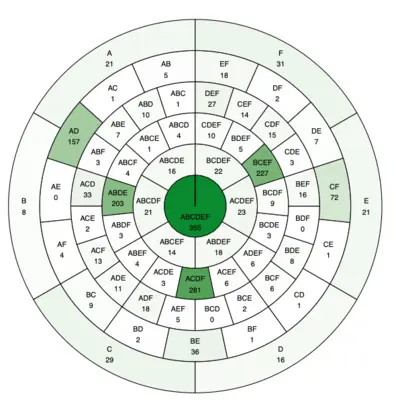 A
21
F
31
E
21
D
16
C
29
B
8
AB
5
EF
18
DF
2
DE
7
CF
72
CE
1
CD
1
BF
1
BE
36
BD
2
BC
9
AF
4
AE
0
AD
157
AC
1
ABC
1
DEF
27
CEF
14
CDF
15
CDE
3
BEF
16
BDF
0
BDE
8
BCE
2
BCD
0
AEF
5
ADF
18
ADE
11
ACF
13
ACE
2
ACD
33
ABF
3
ABE
7
ABD
10
ABCD
4
CDEF
10
BDEF
5
BCEF
227
BCDF
9
BCDE
3
ADEF
6
ACEF
6
ACDF
281
ACDE
3
ABEF
4
ABDF
3
ABDE
203
ABCF
4
ABCE
1
ABCDE
16
BCDEF
22
ACDEF
23
ABDEF
18
ABCEF
14
ABCDF
21
ABCDEF